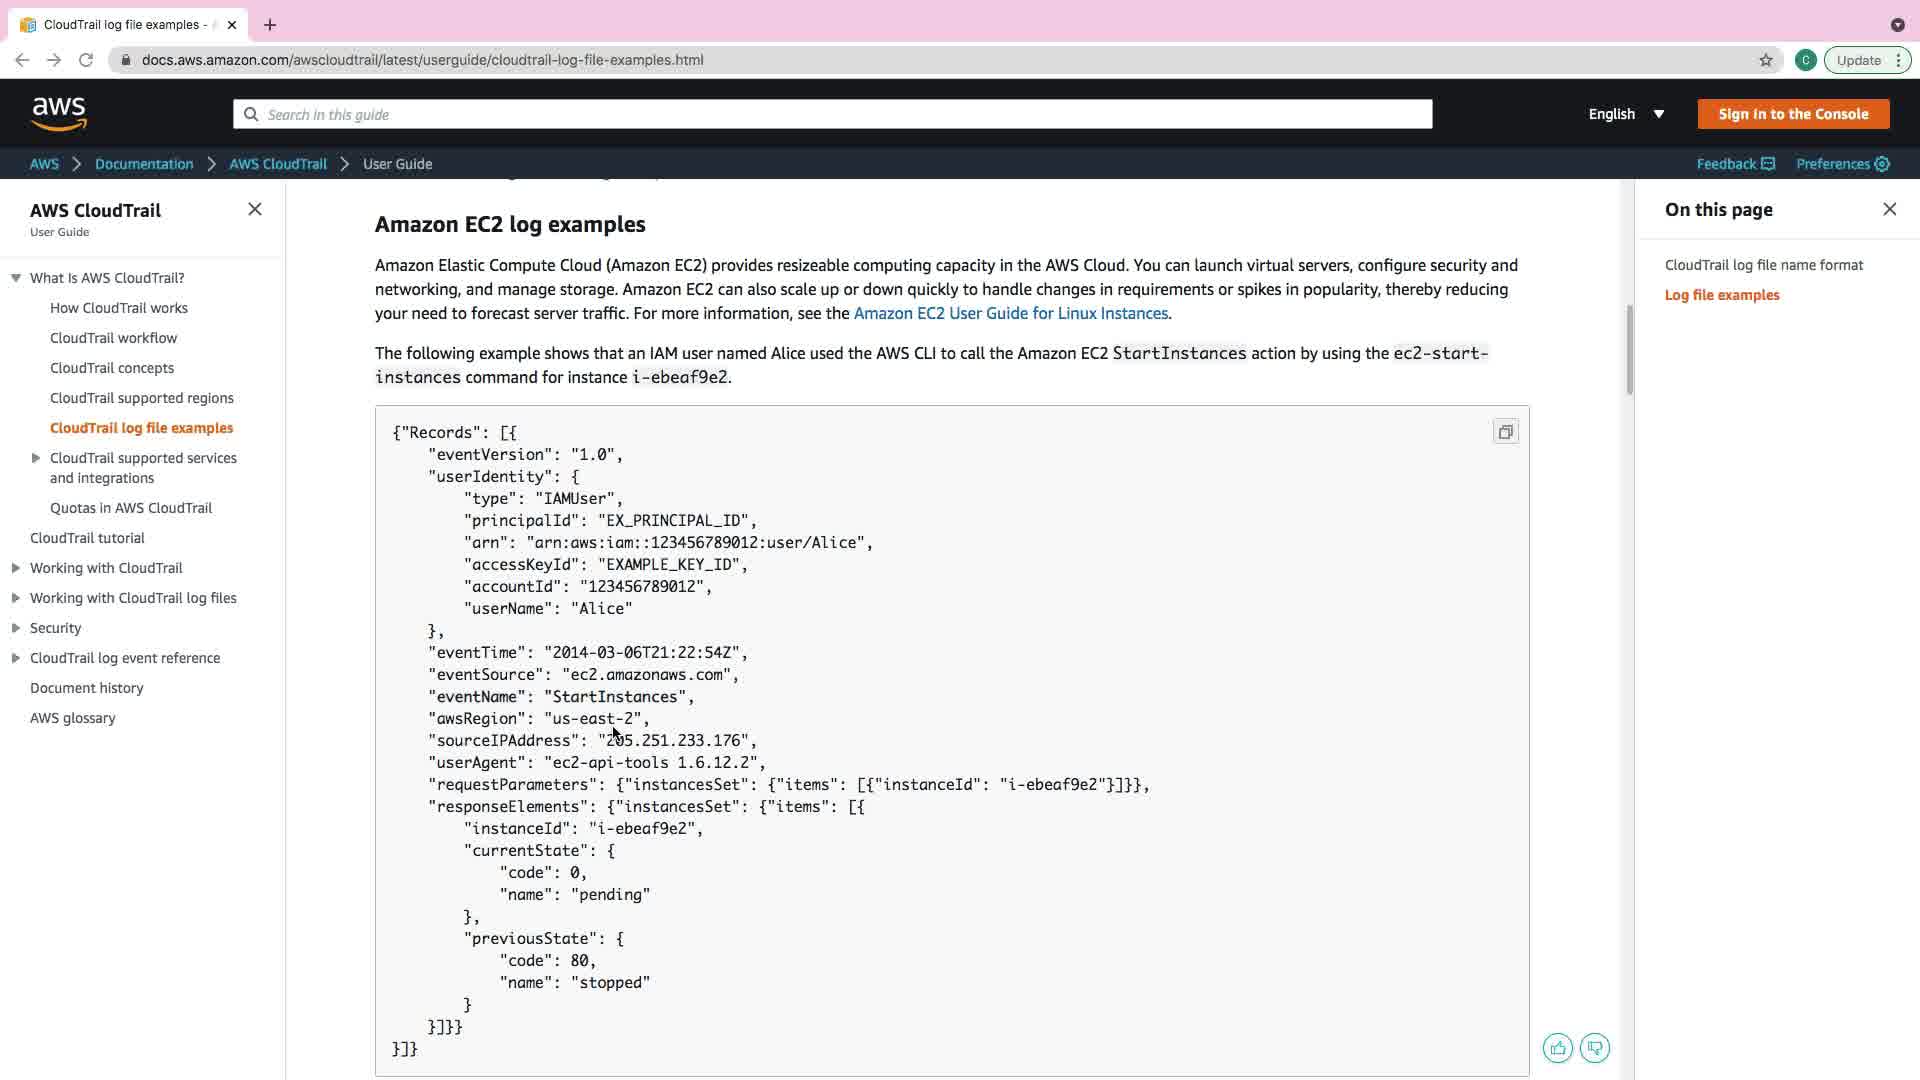 CloudTrail log file examples -
docs.aws.amazon.com/awscloudtrail/latest/userguide/cloudtrail-log-file-examples.html
C
Update
aws
Search in this guide
English
Sign In to the Console
AWS
Documentation
AWS CloudTrail
User Guide
Feedback
Preferences
AWS CloudTrail
User Guide
What Is AWS CloudTrail?
How CloudTrail works
CloudTrail workflow
CloudTrail concepts
CloudTrail supported regions
CloudTrail log file examples
CloudTrail supported services
and integrations
Quotas in AWS CloudTrail
CloudTrail tutorial
Working with CloudTrail
Working with CloudTrail log files
Security
CloudTrail log event reference
Document history
AWS glossary
Amazon EC2 log examples
Amazon Elastic Compute Cloud (Amazon EC2) provides resizeable computing capacity in the AWS Cloud. You can launch virtual servers, configure security and
networking, and manage storage. Amazon EC2 can also scale up or down quickly to handle changes in requirements or spikes in popularity, thereby reducing
your need to forecast server traffic. For more information, see the Amazon EC2 User Guide for Linux Instances.
The following example shows that an IAM user named Alice used the AWS CLI to call the Amazon EC2 StartInstances action by using the ec2-start-
instances command for instance i-ebeaf9e2.
{"Records": [{
"eventVersion": "1.0",
"userIdentity": {
"type": "IAMUser",
"principalId": "EX_PRINCIPAL_ID",
"arn": "arn:aws:iam::123456789012:user/Alice",
"accessKeyId": "EXAMPLE_KEY_ID",
"accountId": "123456789012",
"userName": "Alice"
},
"eventTime": "2014-03-06T21:22:54Z",
"eventSource": "ec2.amazonaws.com",
"eventName": "StartInstances",
"awsRegion": "us-east-2",
"sourceIPAddress": "205.251.233.176",
"userAgent": "ec2-api-tools 1.6.12.2",
"requestParameters": {"instancesSet": {"items": [{"instanceId": "i-ebeaf9e2"}]}},
"responseElements": {"instancesSet": {"items": [{
"instanceId": "i-ebeaf9e2",
"currentState": {
"code": 0,
"name": "pending"
},
"previousState": {
"code": 80,
"name": "stopped"
}
}]}}
}]}
On this page
CloudTrail log file name format
Log file examples